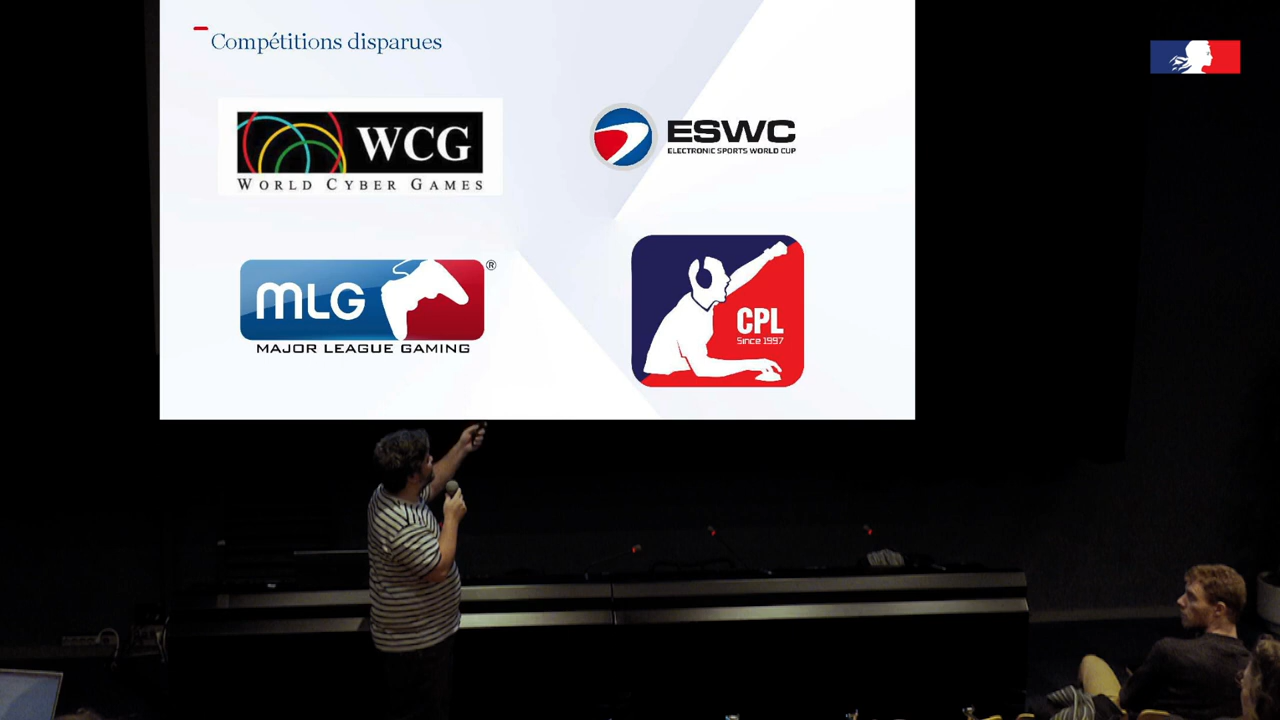 Compétitions disparues
WCG
WORLD CYBER GAMES
ESWC
ELECTRONIC SPORTS WORLD CUP
MLG ®
MAJOR LEAGUE GAMING
CPL
Since 1997